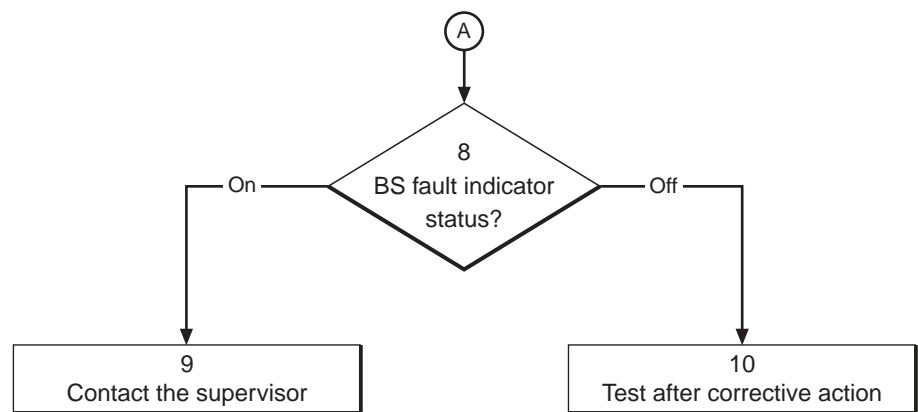 A
8
BS fault indicator
status?
On
Off
9
Contact the supervisor
10
Test after corrective action